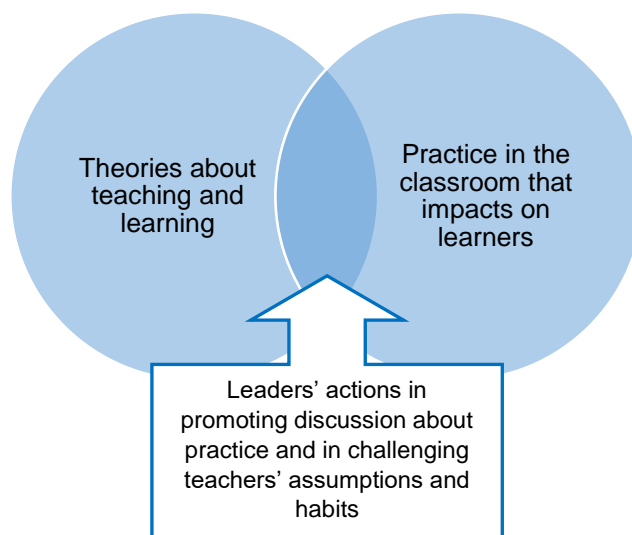 Theories about
teaching and
learning
Practice in the
classroom that
impacts on
learners
Leaders’ actions in
promoting discussion about
practice and in challenging
teachers’ assumptions and
habits